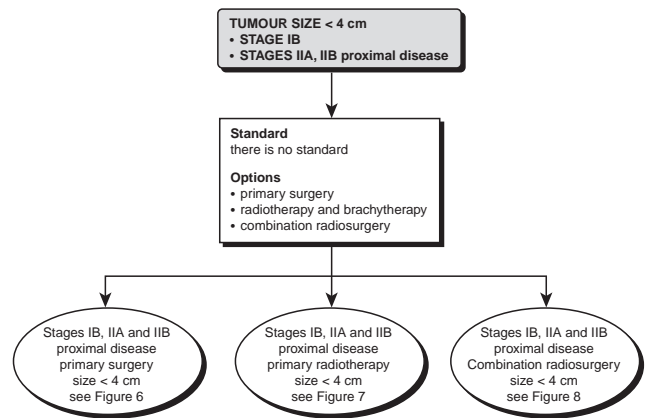 TUMOUR SIZE < 4 cm
• STAGE IB
• STAGES IIA, IIB proximal disease
Standard
there is no standard
Options
• primary surgery
• radiotherapy and brachytherapy
• combination radiosurgery
Stages IB, IIA and IIB
proximal disease
primary surgery
size < 4 cm
see Figure 6
Stages IB, IIA and IIB
proximal disease
primary radiotherapy
size < 4 cm
see Figure 7
Stages IB, IIA and IIB
proximal disease
Combination radiosurgery
size < 4 cm
see Figure 8